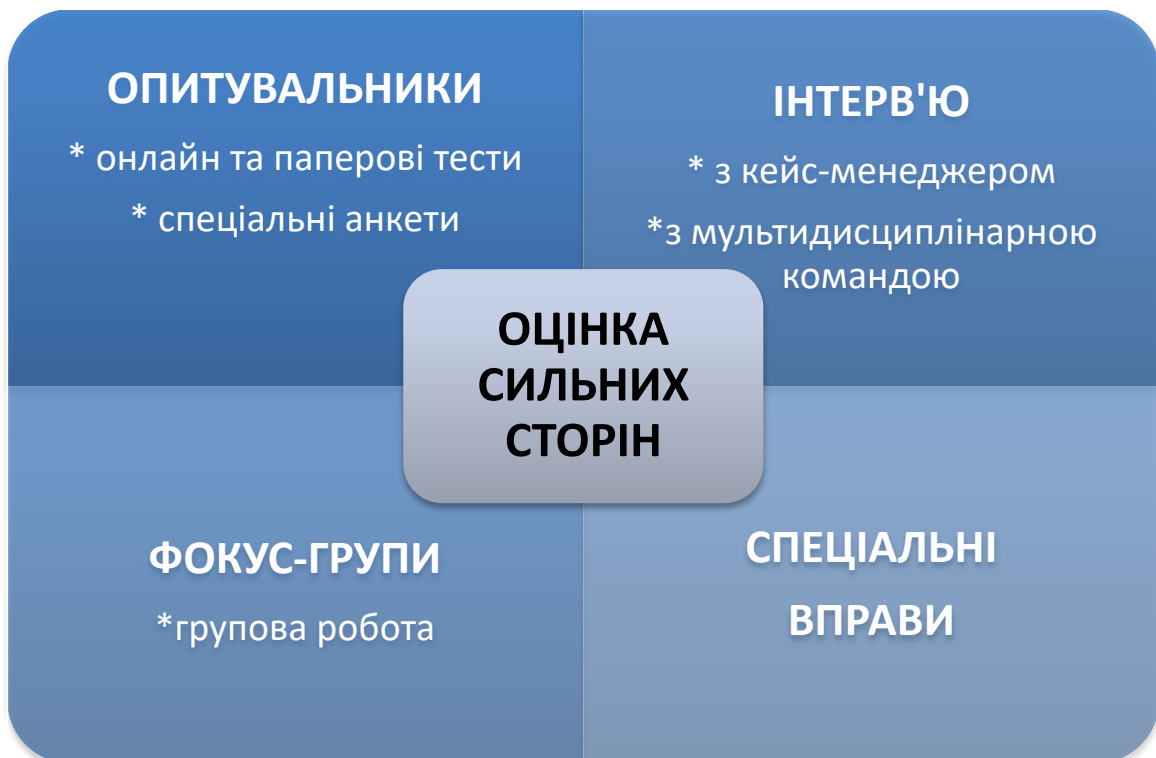 ОПИТУВАЛЬНИКИ
* онлайн та паперові тести
* спеціальні анкети
ІНТЕРВ'Ю
* з кейс-менеджером
*з мультидисциплінарною
командою
ОЦІНКА
СИЛЬНИХ
СТОРІН
ФОКУС-ГРУПИ
*групова робота
СПЕЦІАЛЬНІ
ВПРАВИ